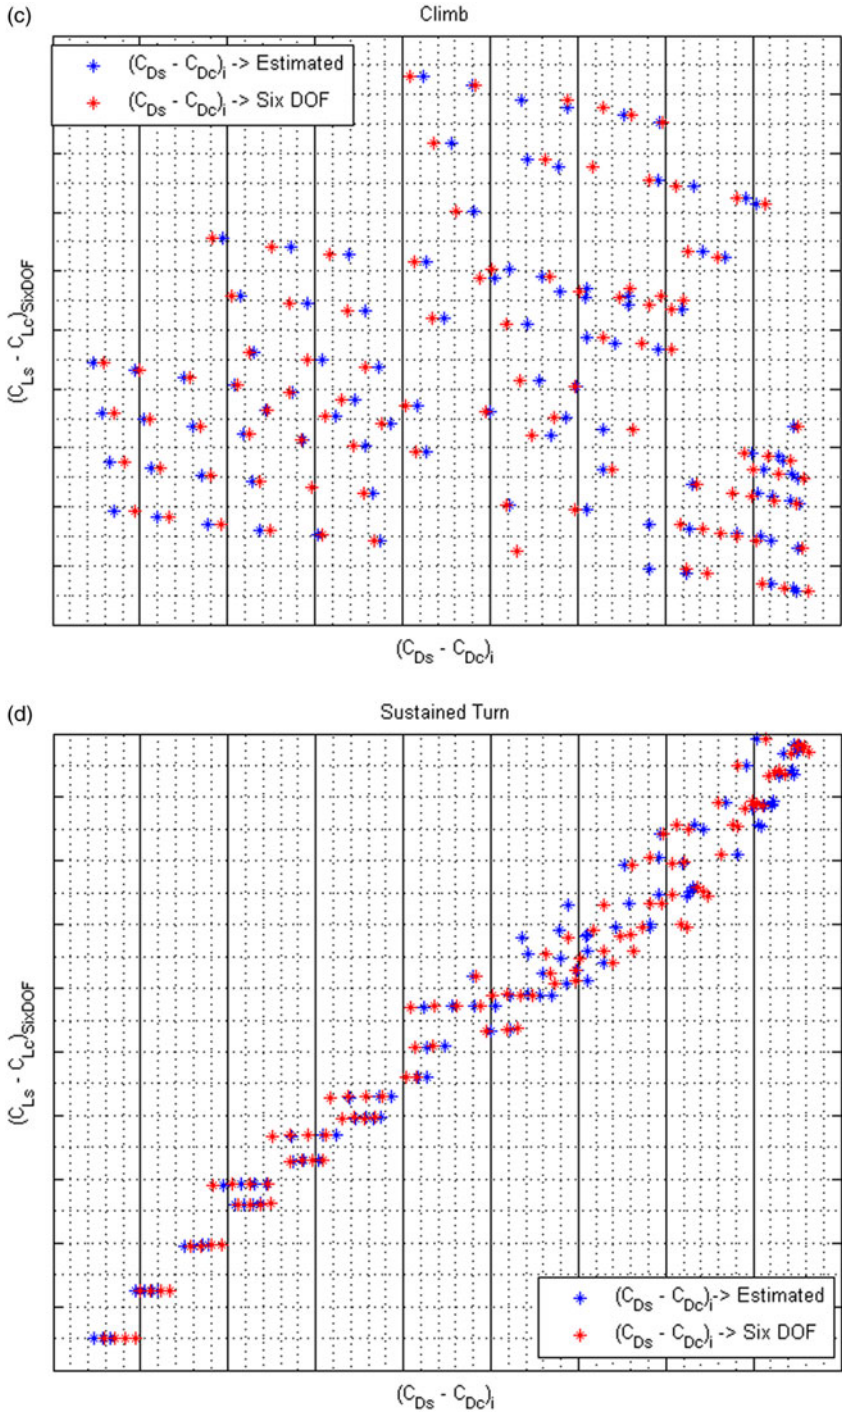 (c)
Climb
(C_Ds - C_Dc)_i -> Estimated
(C_Ds - C_Dc)_i -> Six DOF
(C_Ls - C_Lc)_SixDOF
(C_Ds - C_Dc)_i
(d)
Sustained Turn
(C_Ls - C_Lc)_SixDOF
(C_Ds - C_Dc)_i -> Estimated
(C_Ds - C_Dc)_i -> Six DOF
(C_Ds - C_Dc)_i